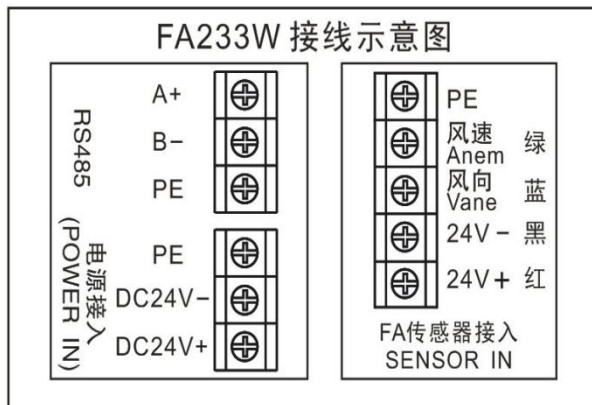 FA233W 接线示意图
RS485
A+
B-
PE
电源接入
(POWER IN)
PE
DC24V-
DC24V+
PE
风速 绿
Anem
风向 蓝
Vane
24V- 黑
24V+ 红
FA传感器接入
SENSOR IN